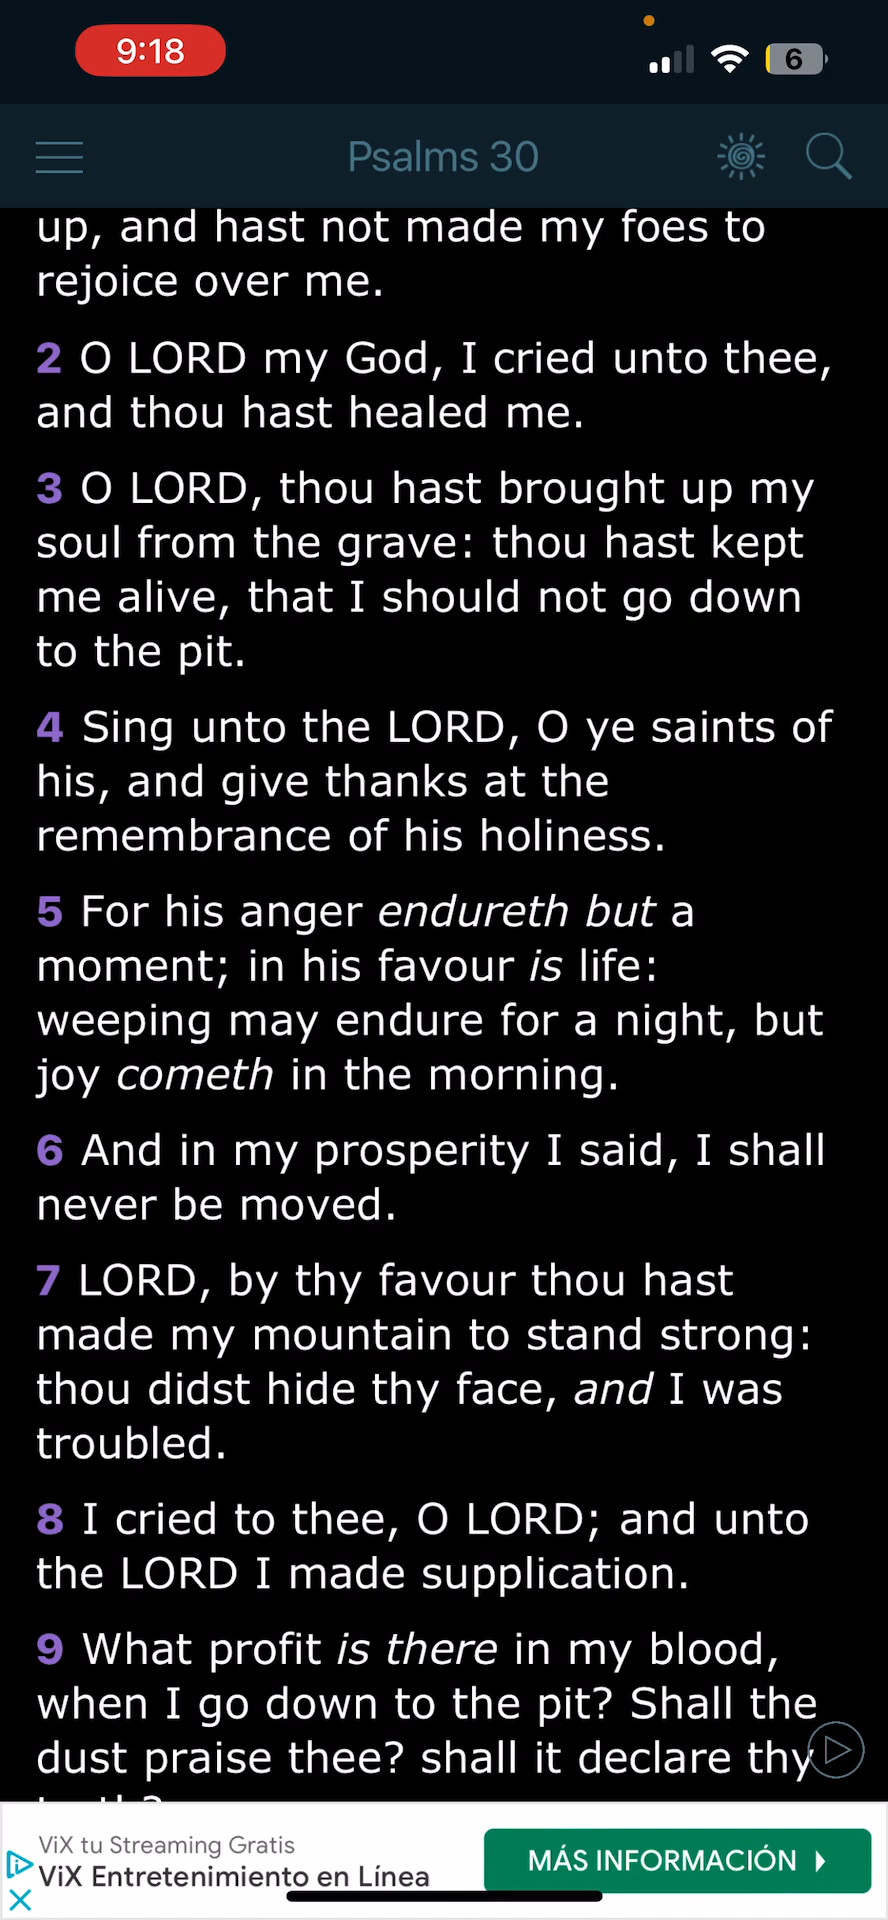 9:18
6
Psalms 30
up, and hast not made my foes to
rejoice over me.
2 O LORD my God, I cried unto thee,
and thou hast healed me.
3 O LORD, thou hast brought up my
soul from the grave: thou hast kept
me alive, that I should not go down
to the pit.
4 Sing unto the LORD, O ye saints of
his, and give thanks at the
remembrance of his holiness.
5 For his anger endureth but a
moment; in his favour is life:
weeping may endure for a night, but
joy cometh in the morning.
6 And in my prosperity I said, I shall
never be moved.
7 LORD, by thy favour thou hast
made my mountain to stand strong:
thou didst hide thy face, and I was
troubled.
8 I cried to thee, O LORD; and unto
the LORD I made supplication.
9 What profit is there in my blood,
when I go down to the pit? Shall the
dust praise thee? shall it declare thy
ViX tu Streaming Gratis
ViX Entretenimiento en Línea
MÁS INFORMACIÓN